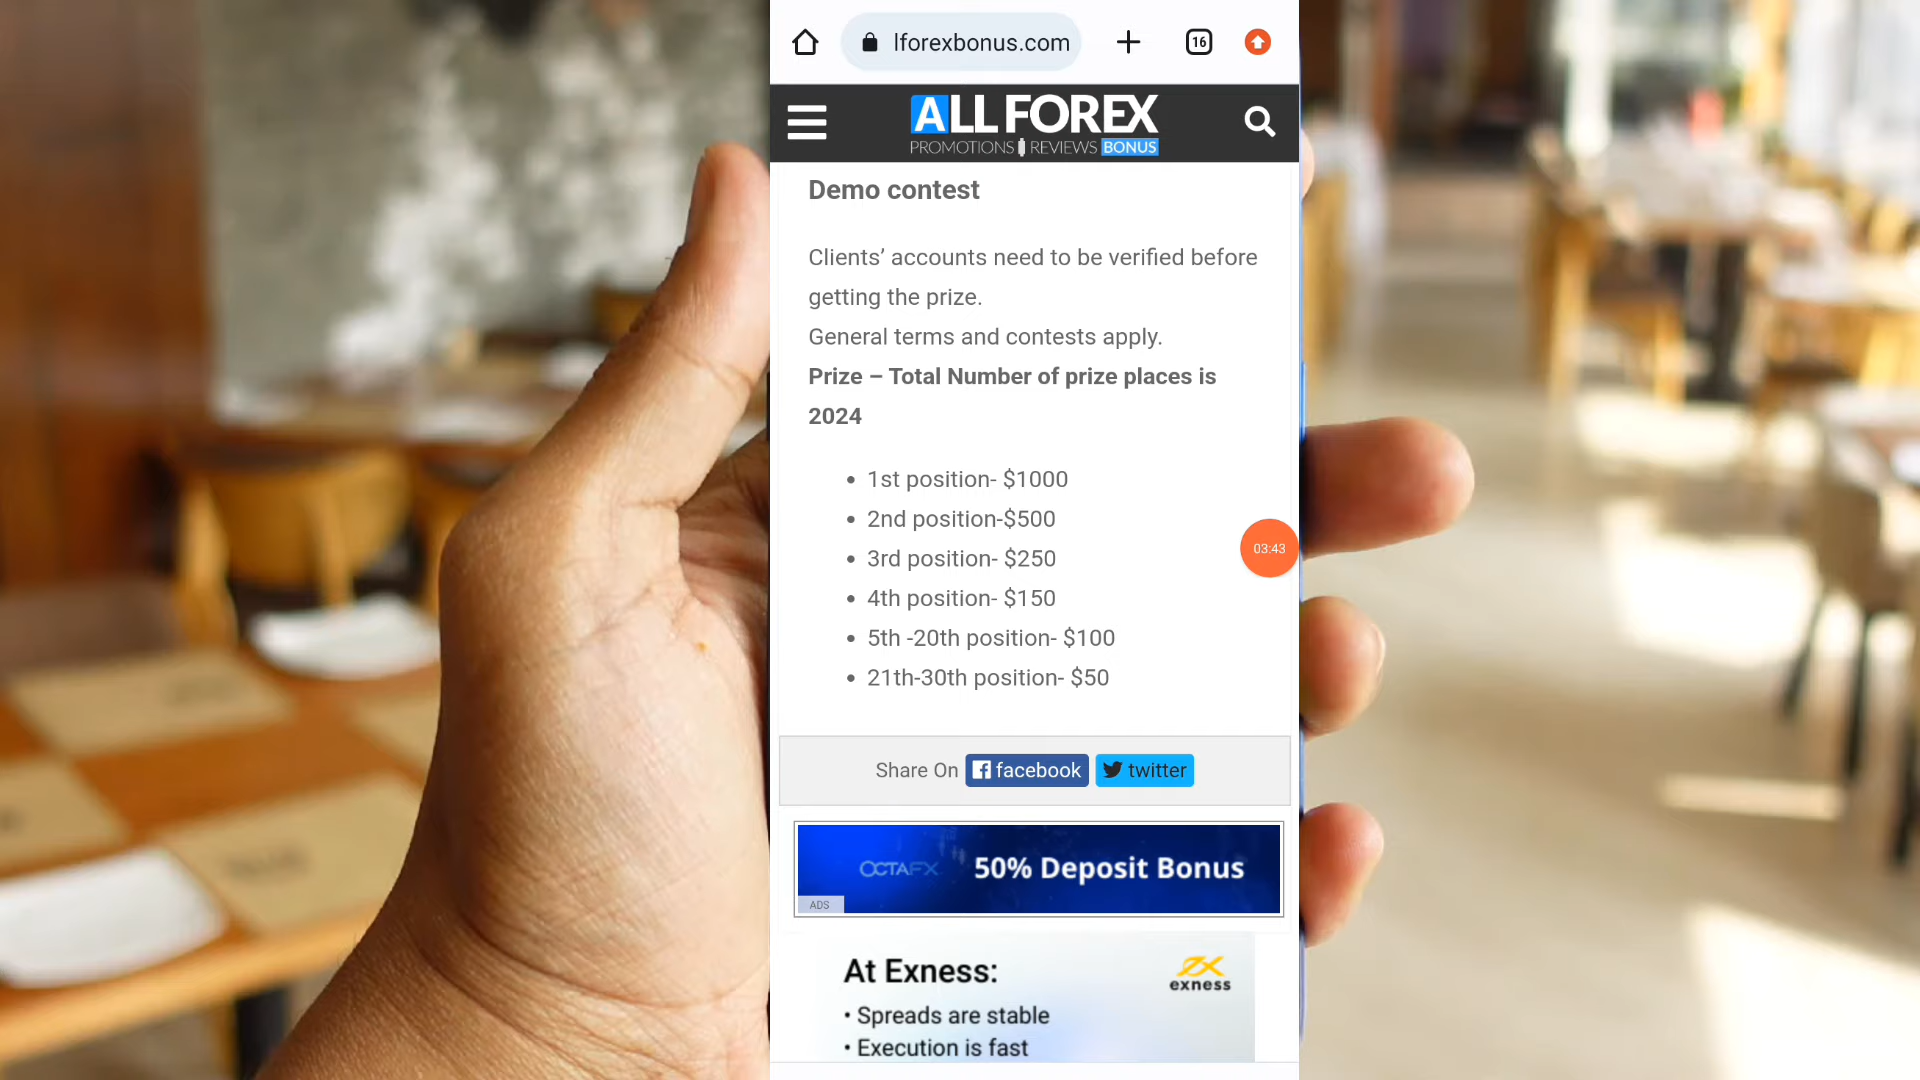 lforexbonus.com
16
ALL FOREX
PROMOTIONS REVIEWS BONUS
Demo contest
Clients’ accounts need to be verified before
getting the prize.
General terms and contests apply.
Prize – Total Number of prize places is
2024
• 1st position- $1000
• 2nd position-$500
• 3rd position- $250
03:43
• 4th position- $150
• 5th -20th position- $100
• 21th-30th position- $50
Share On facebook twitter
OCTAFX 50% Deposit Bonus
ADS
At Exness:
exness
• Spreads are stable
• Execution is fast